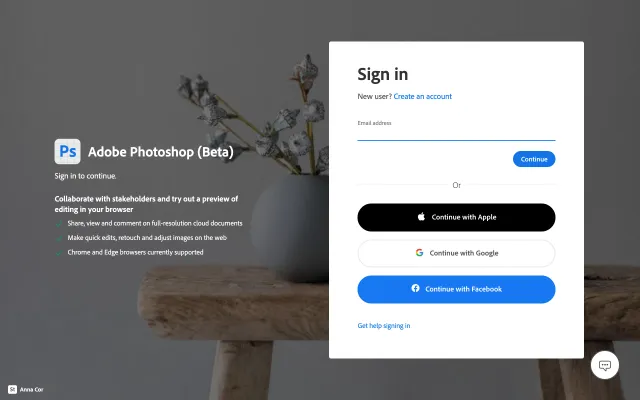 Ps Adobe Photoshop (Beta)
Sign in to continue.
Collaborate with stakeholders and try out a preview of
editing in your browser
Share, view and comment on full-resolution cloud documents
Make quick edits, retouch and adjust images on the web
Chrome and Edge browsers currently supported
Sign in
New user? Create an account
Email address
Continue
Or
Continue with Apple
Continue with Google
Continue with Facebook
Get help signing in
St Anna Cor